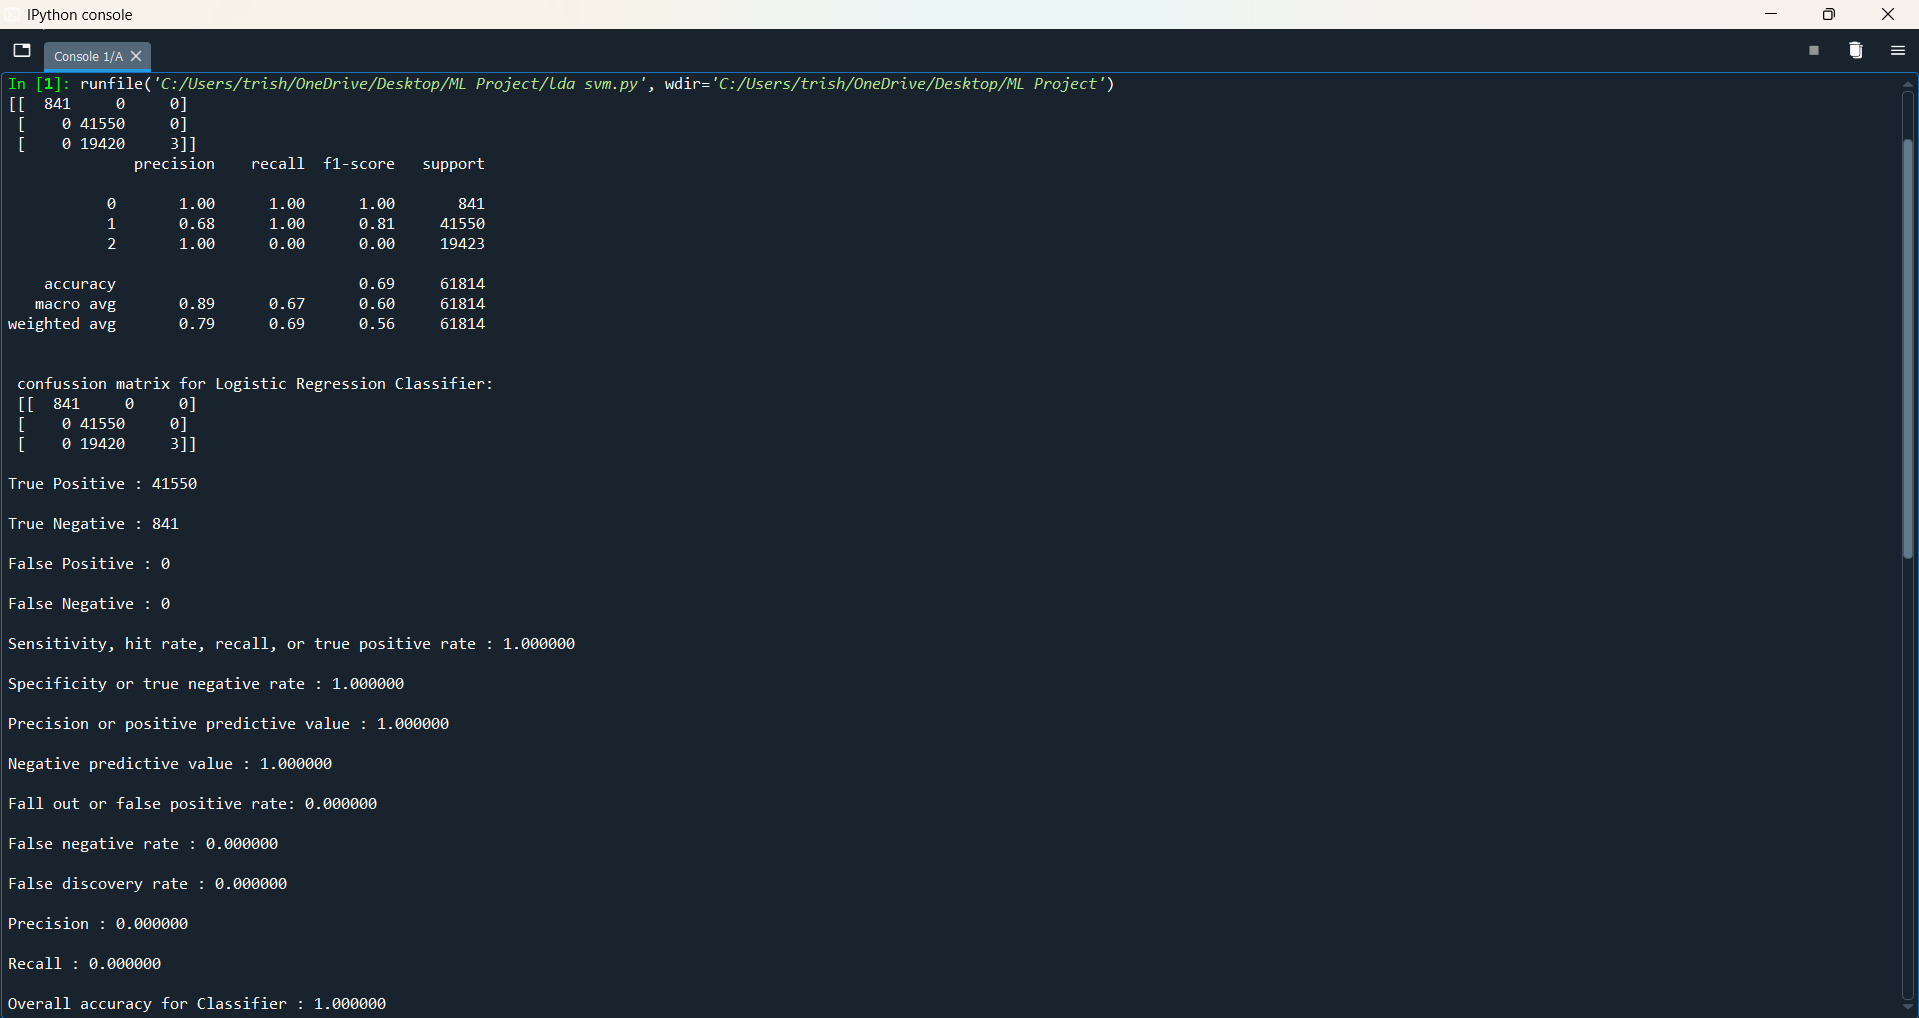 IPython console
Console 1/A
In [1]: runfile('C:/Users/trish/OneDrive/Desktop/ML Project/lda svm.py', wdir='C:/Users/trish/OneDrive/Desktop/ML Project')
[[  841     0     0]
 [    0 41550     0]
 [    0 19420     3]]
              precision    recall  f1-score   support
           0       1.00      1.00      1.00       841
           1       0.68      1.00      0.81     41550
           2       1.00      0.00      0.00     19423
    accuracy                           0.69     61814
   macro avg       0.89      0.67      0.60     61814
weighted avg       0.79      0.69      0.56     61814
 confussion matrix for Logistic Regression Classifier:
 [[  841     0     0]
 [    0 41550     0]
 [    0 19420     3]]
True Positive : 41550
True Negative : 841
False Positive : 0
False Negative : 0
Sensitivity, hit rate, recall, or true positive rate : 1.000000
Specificity or true negative rate : 1.000000
Precision or positive predictive value : 1.000000
Negative predictive value : 1.000000
Fall out or false positive rate: 0.000000
False negative rate : 0.000000
False discovery rate : 0.000000
Precision : 0.000000
Recall : 0.000000
Overall accuracy for Classifier : 1.000000